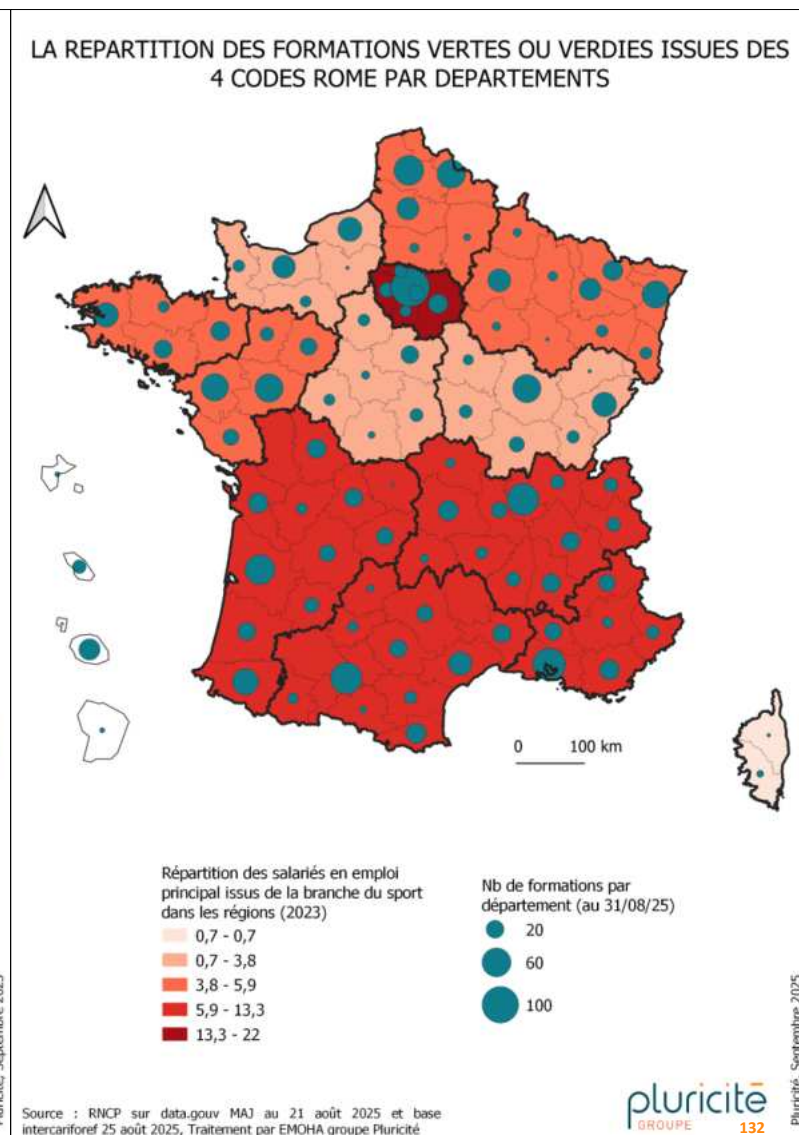 LA REPARTITION DES FORMATIONS VERTES OU VERDIES ISSUES DES
4 CODES ROME PAR DEPARTEMENTS
0 100 km
Répartition des salariés en emploi
principal issus de la branche du sport
dans les régions (2023)
0,7 - 0,7
0,7 - 3,8
3,8 - 5,9
5,9 - 13,3
13,3 - 22
Nb de formations par
département (au 31/08/25)
20
60
100
Source : RNCP sur data.gouv MAJ au 21 août 2025 et base
intercariforef 25 août 2025, Traitement par EMOHA groupe Pluricité
pluricité
GROUPE
132
Pluricité, Septembre 2025
Pluricité, Septembre 2025